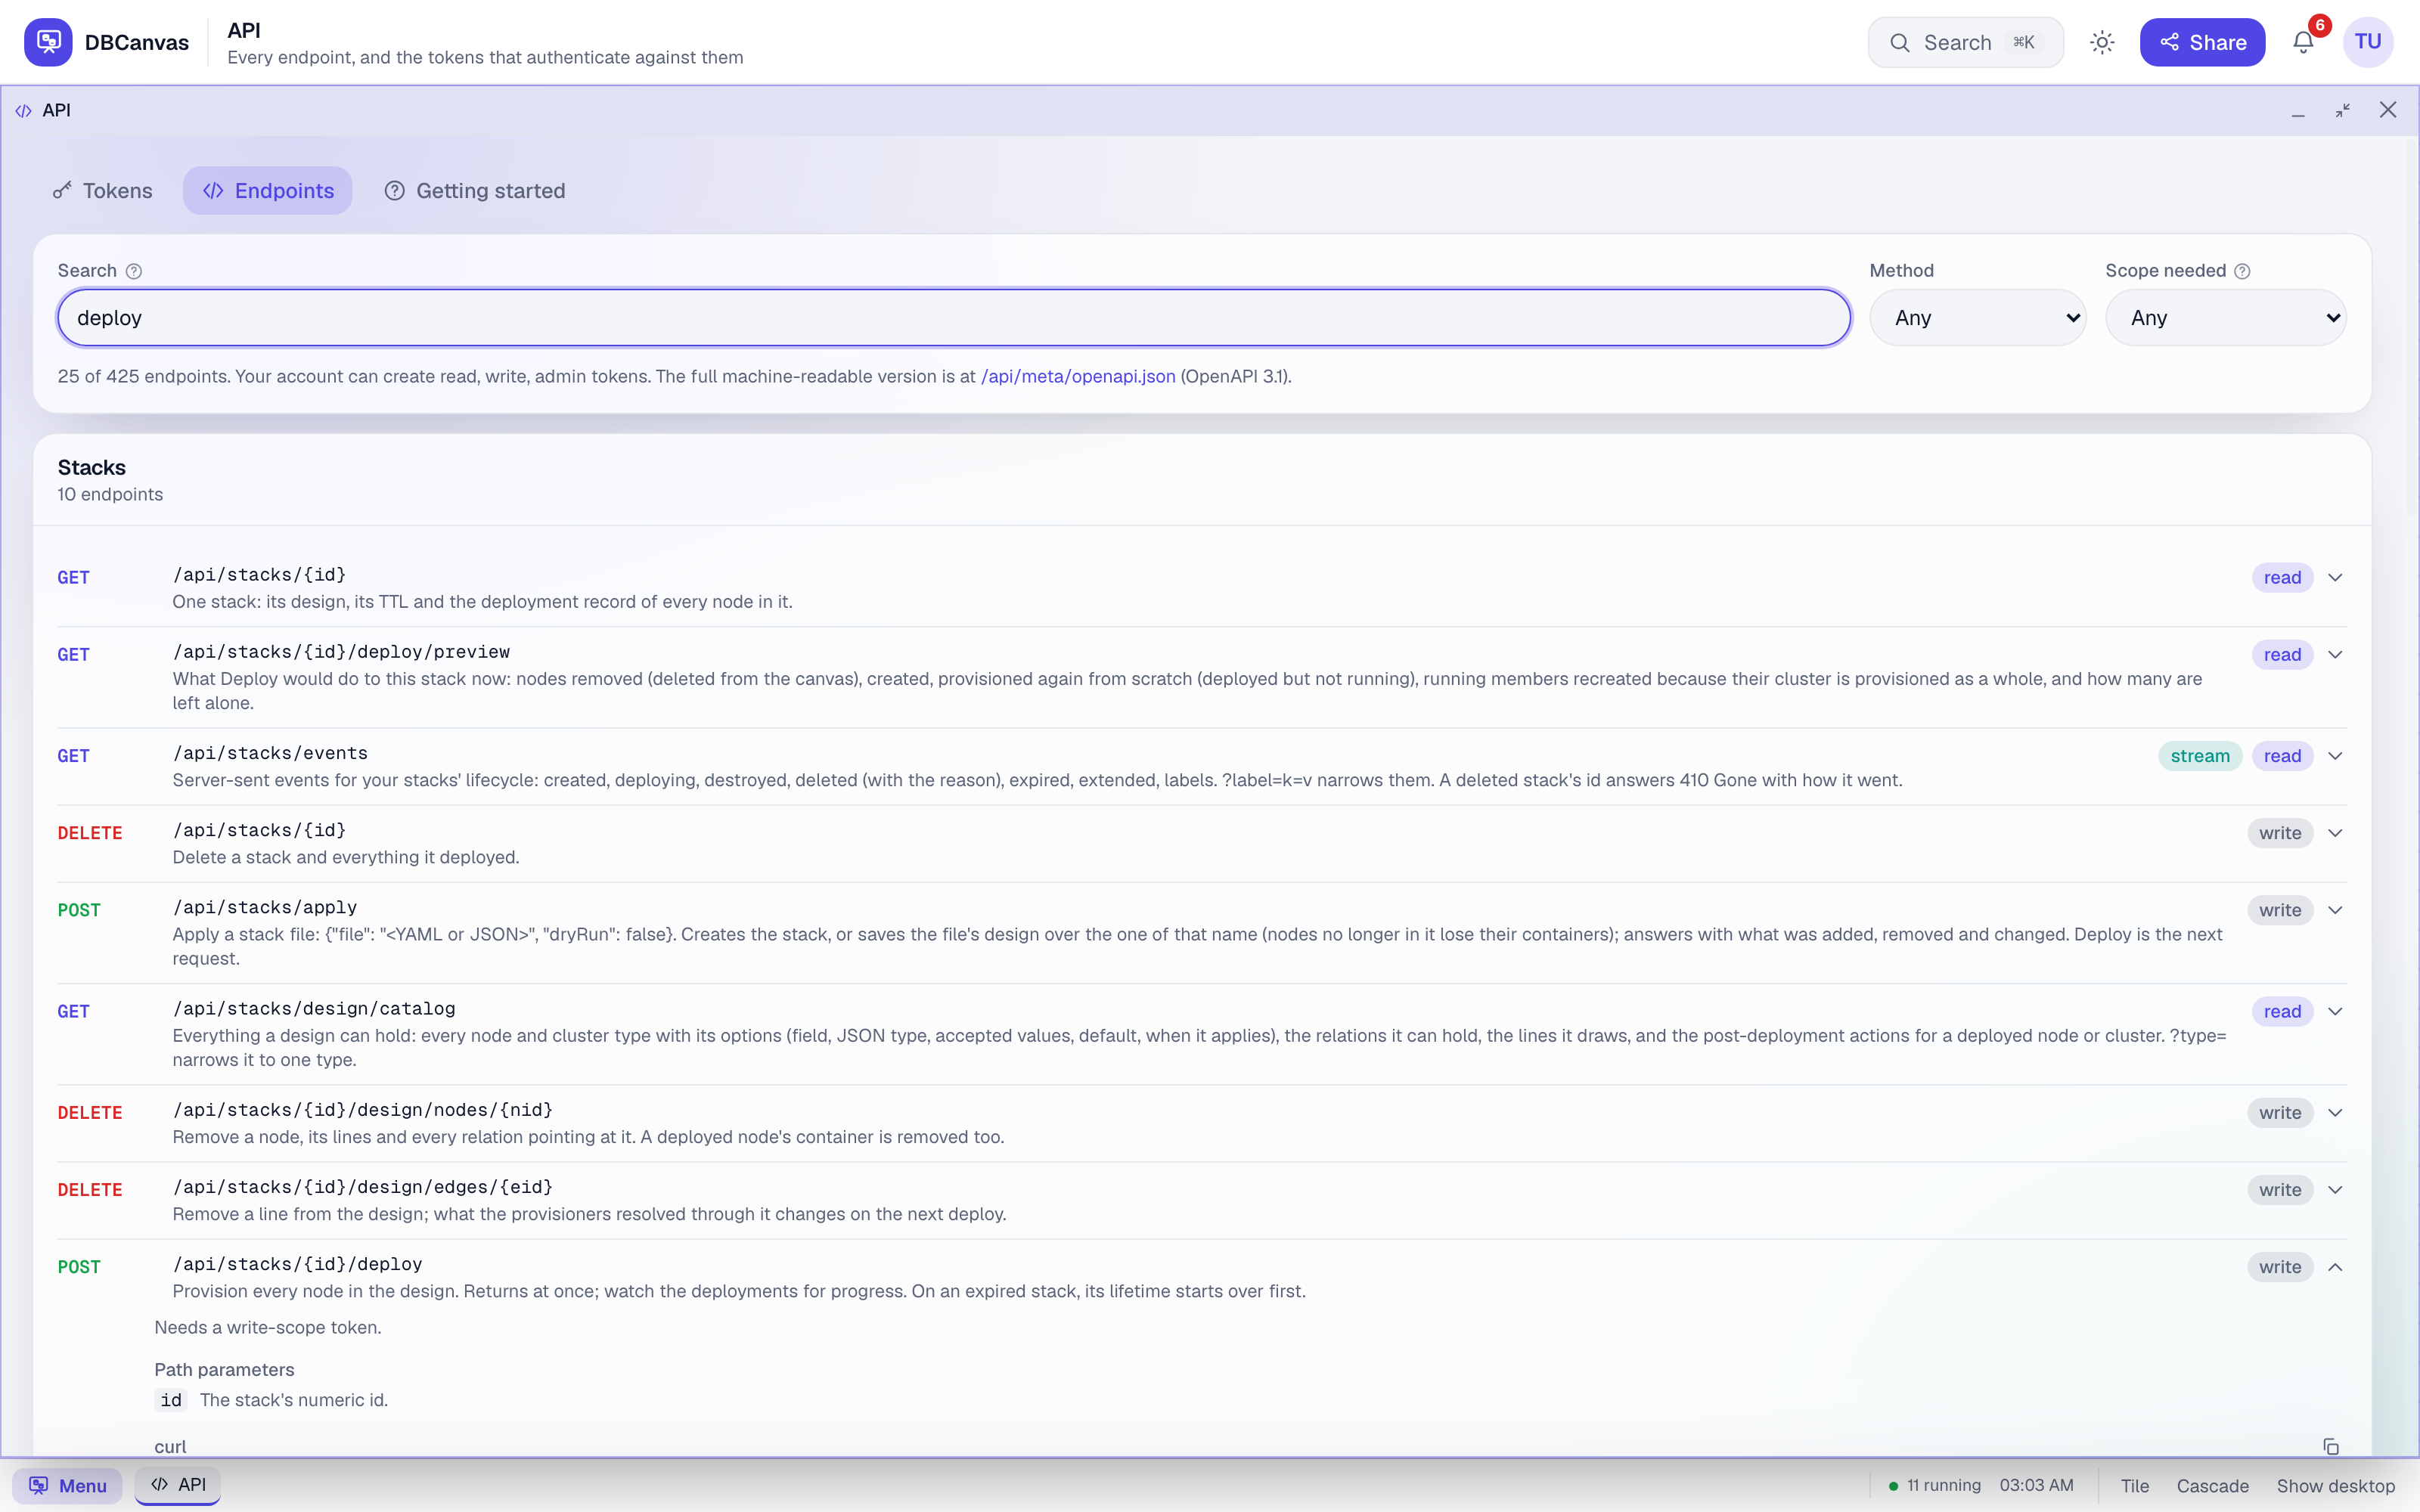 DBCanvas
API
Every endpoint, and the tokens that authenticate against them
Search ⌘K
Share
6
TU
API
Tokens
Endpoints
Getting started
Search
Method
Scope needed
deploy
Any
Any
25 of 425 endpoints. Your account can create read, write, admin tokens. The full machine-readable version is at /api/meta/openapi.json (OpenAPI 3.1).
Stacks
10 endpoints
GET /api/stacks/{id} read
One stack: its design, its TTL and the deployment record of every node in it.
GET /api/stacks/{id}/deploy/preview read
What Deploy would do to this stack now: nodes removed (deleted from the canvas), created, provisioned again from scratch (deployed but not running), running members recreated because their cluster is provisioned as a whole, and how many are
left alone.
GET /api/stacks/events stream read
Server-sent events for your stacks' lifecycle: created, deploying, destroyed, deleted (with the reason), expired, extended, labels. ?label=k=v narrows them. A deleted stack's id answers 410 Gone with how it went.
DELETE /api/stacks/{id} write
Delete a stack and everything it deployed.
POST /api/stacks/apply write
Apply a stack file: {"file": "<YAML or JSON>", "dryRun": false}. Creates the stack, or saves the file's design over the one of that name (nodes no longer in it lose their containers); answers with what was added, removed and changed. Deploy is the next
request.
GET /api/stacks/design/catalog read
Everything a design can hold: every node and cluster type with its options (field, JSON type, accepted values, default, when it applies), the relations it can hold, the lines it draws, and the post-deployment actions for a deployed node or cluster. ?type=
narrows it to one type.
DELETE /api/stacks/{id}/design/nodes/{nid} write
Remove a node, its lines and every relation pointing at it. A deployed node's container is removed too.
DELETE /api/stacks/{id}/design/edges/{eid} write
Remove a line from the design; what the provisioners resolved through it changes on the next deploy.
POST /api/stacks/{id}/deploy write
Provision every node in the design. Returns at once; watch the deployments for progress. On an expired stack, its lifetime starts over first.
Needs a write-scope token.
Path parameters
id The stack's numeric id.
curl
Menu
API
11 running
03:03 AM
Tile
Cascade
Show desktop